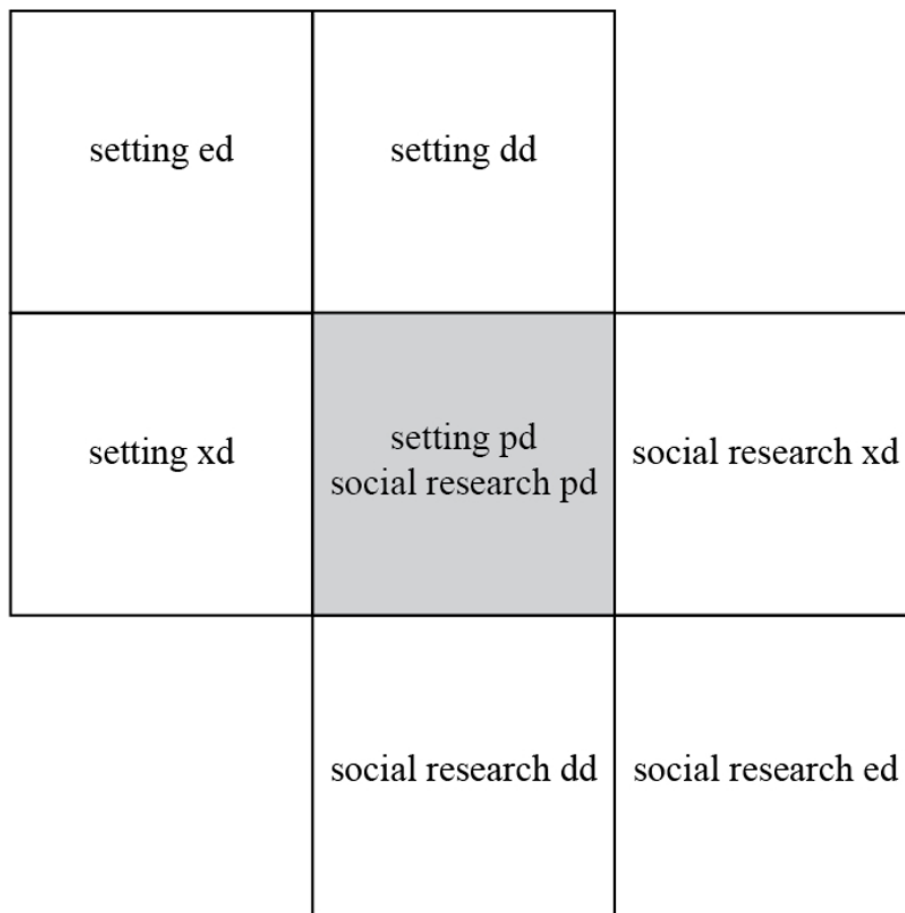 setting ed
setting dd
setting xd
setting pd
social research pd
social research xd
social research dd
social research ed